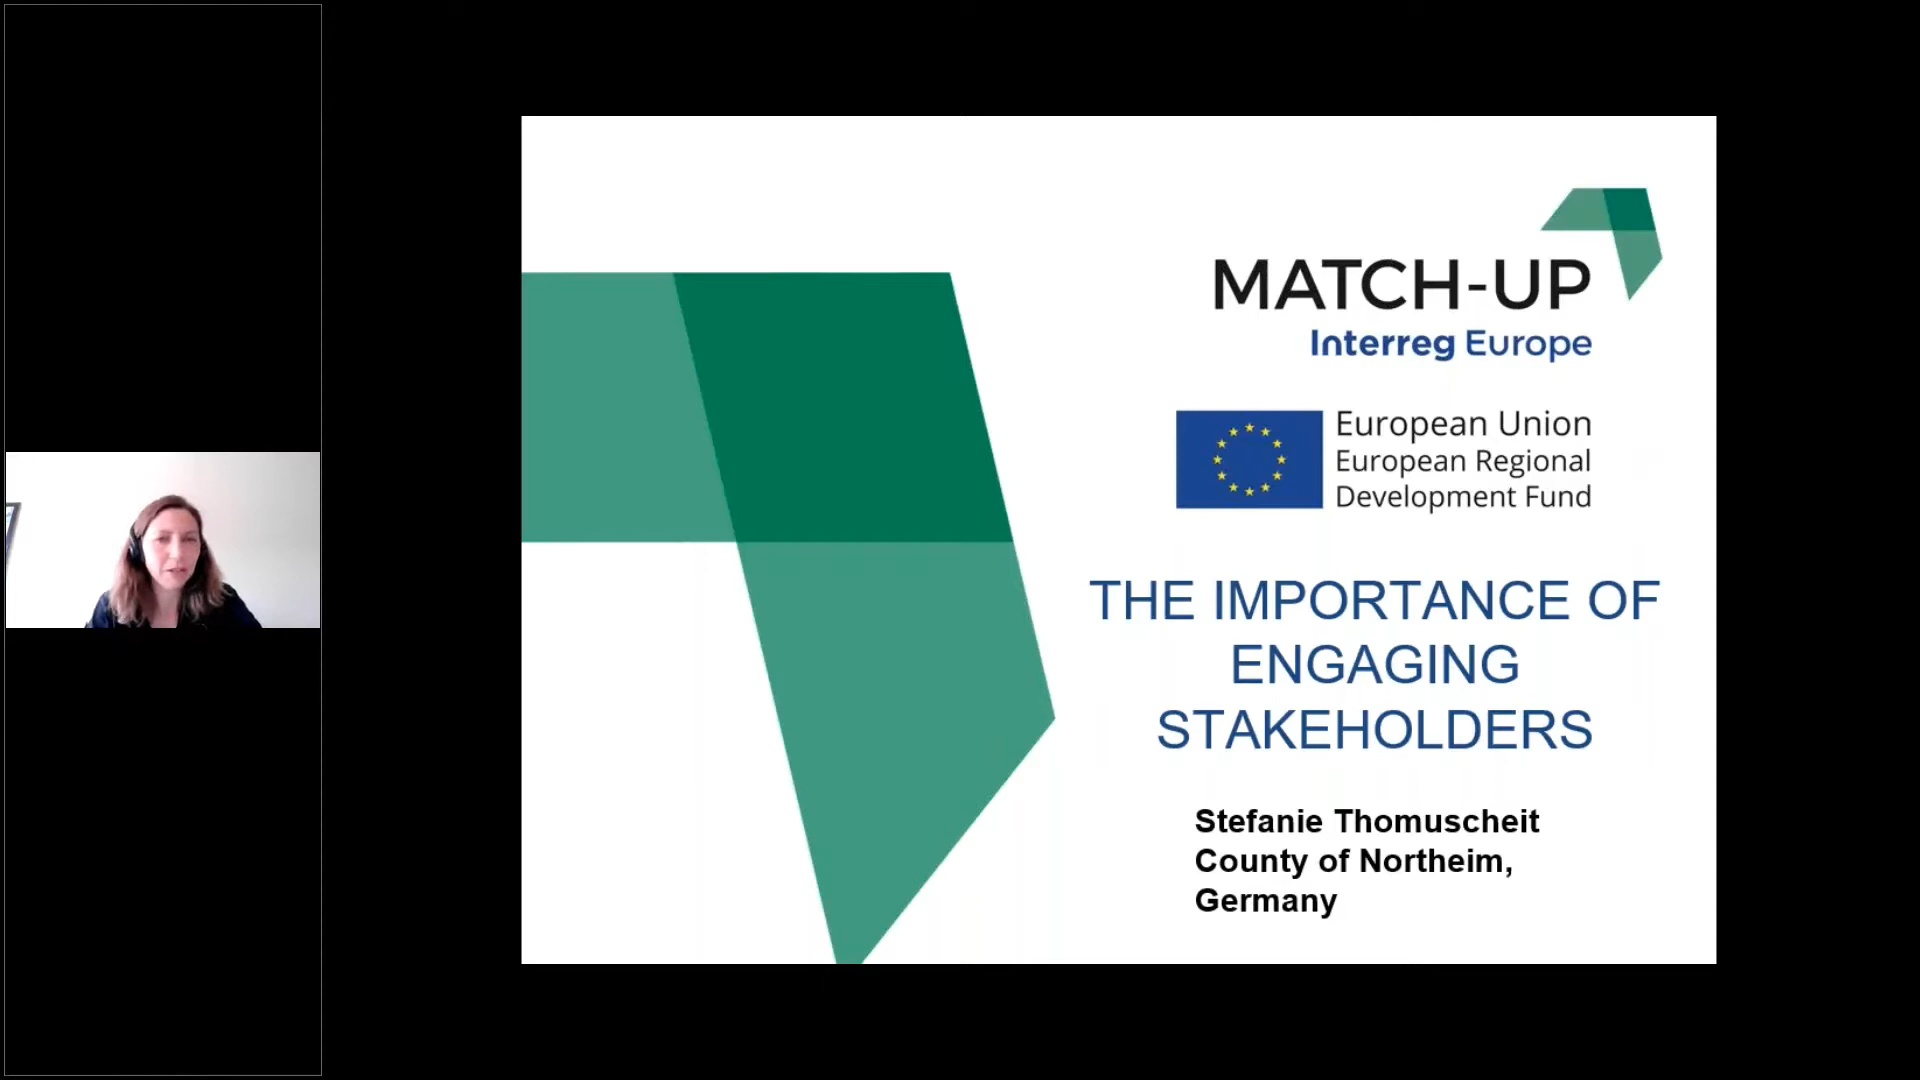 MATCH-UP
Interreg Europe
European Union
European Regional
Development Fund
THE IMPORTANCE OF
ENGAGING
STAKEHOLDERS
Stefanie Thomuscheit
County of Northeim,
Germany